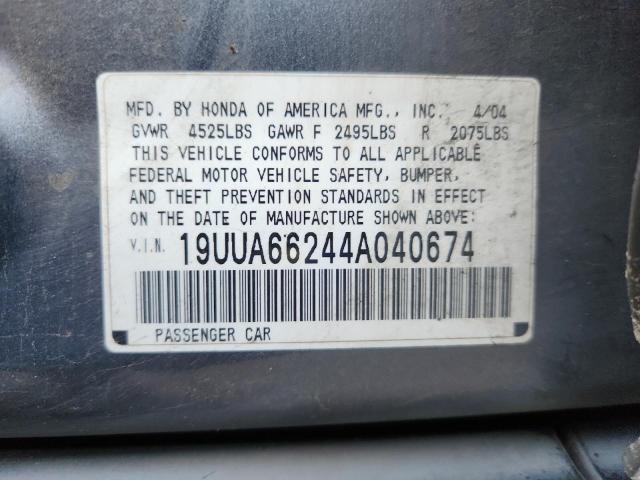 MFD. BY HONDA OF AMERICA MFG., INC. 4/04
GVWR 4525LBS GAWR F 2495LBS R 2075LBS
THIS VEHICLE CONFORMS TO ALL APPLICABLE
FEDERAL MOTOR VEHICLE SAFETY, BUMPER,
AND THEFT PREVENTION STANDARDS IN EFFECT
ON THE DATE OF MANUFACTURE SHOWN ABOVE:
V.I.N. 19UUA66244A040674
PASSENGER CAR